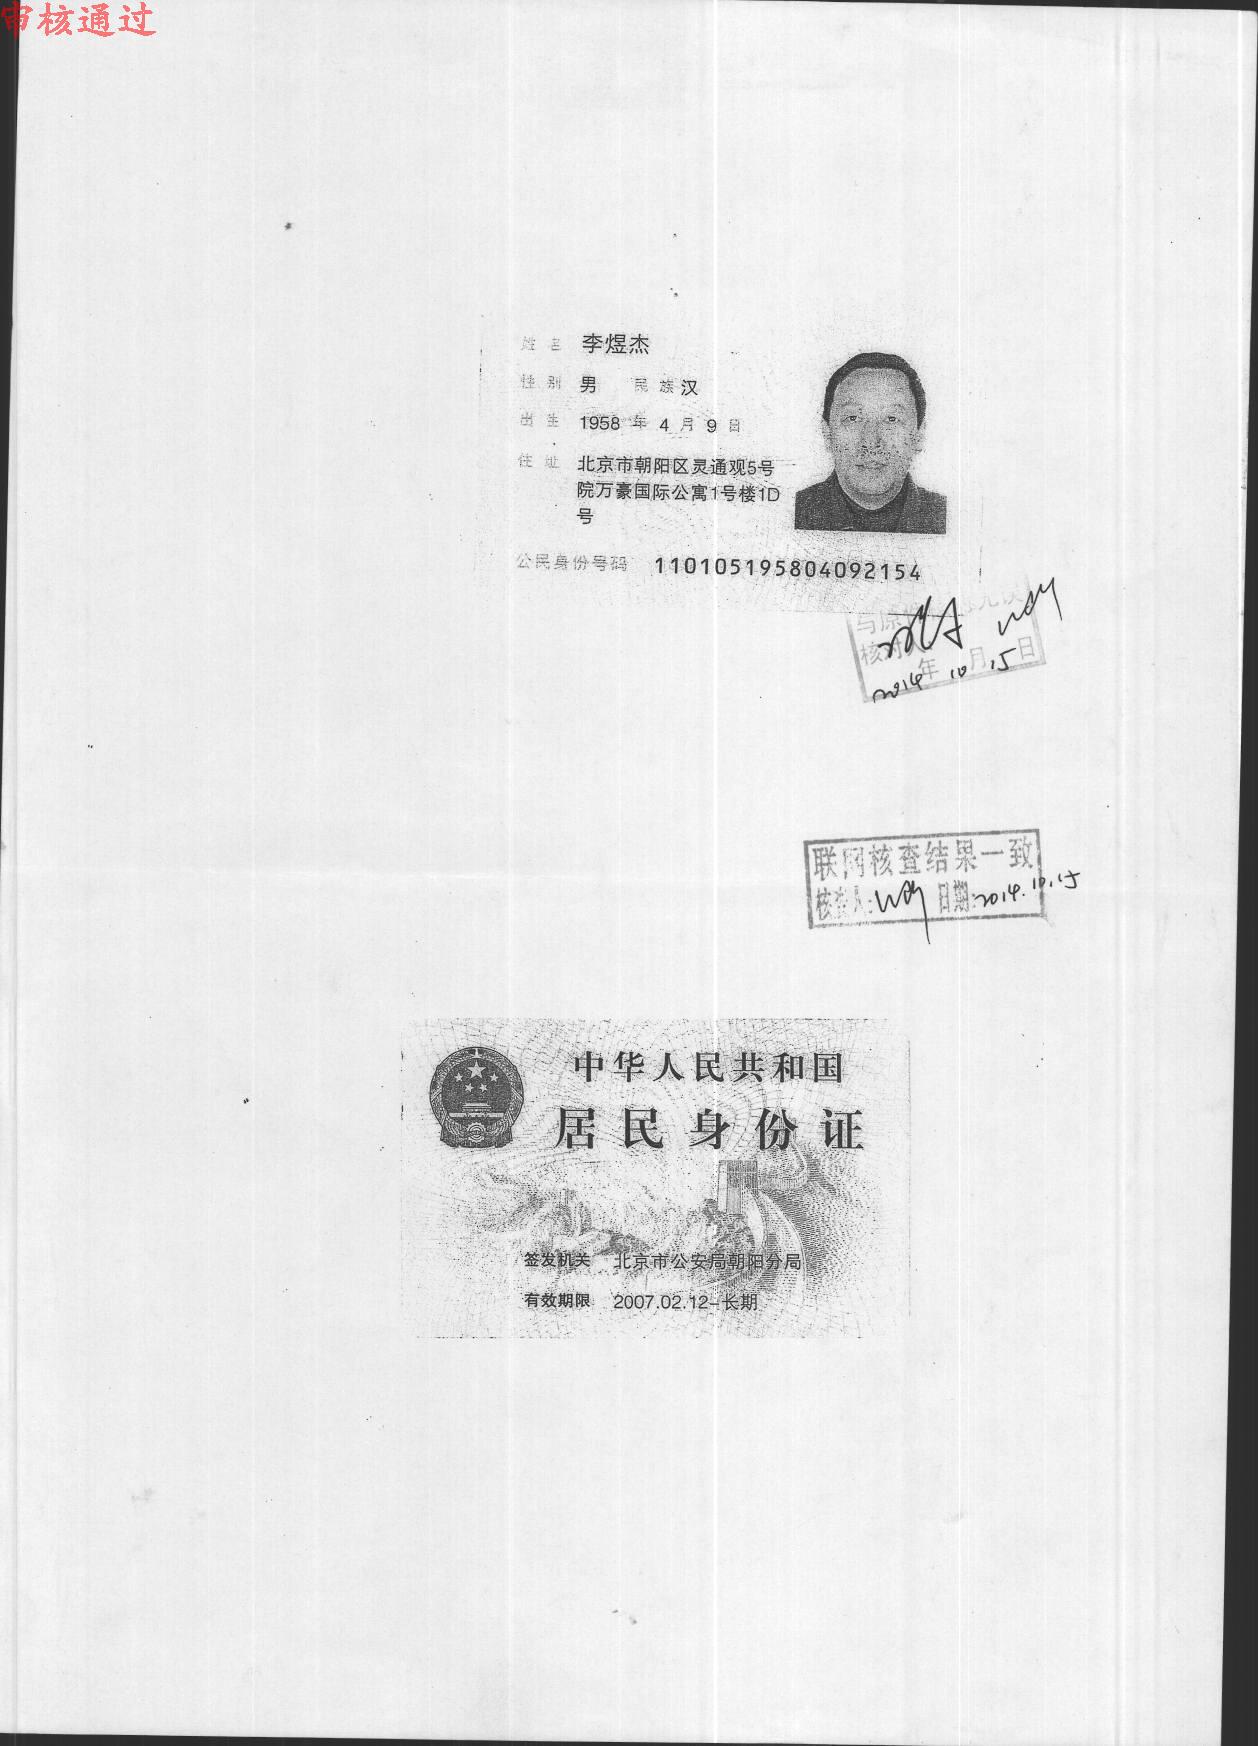 审核通过
姓名 李煜杰
性别 男 民族 汉
出生 1958 年 4 月 9 日
住址 北京市朝阳区灵通观5号
院万豪国际公寓1号楼1D
号
公民身份号码 110105195804092154
与原
核对人
年 月 日
2014 10 15
联网核查结果一致
核查人: 日期: 2014.10.15
中华人民共和国
居民身份证
签发机关 北京市公安局朝阳分局
有效期限 2007.02.12-长期